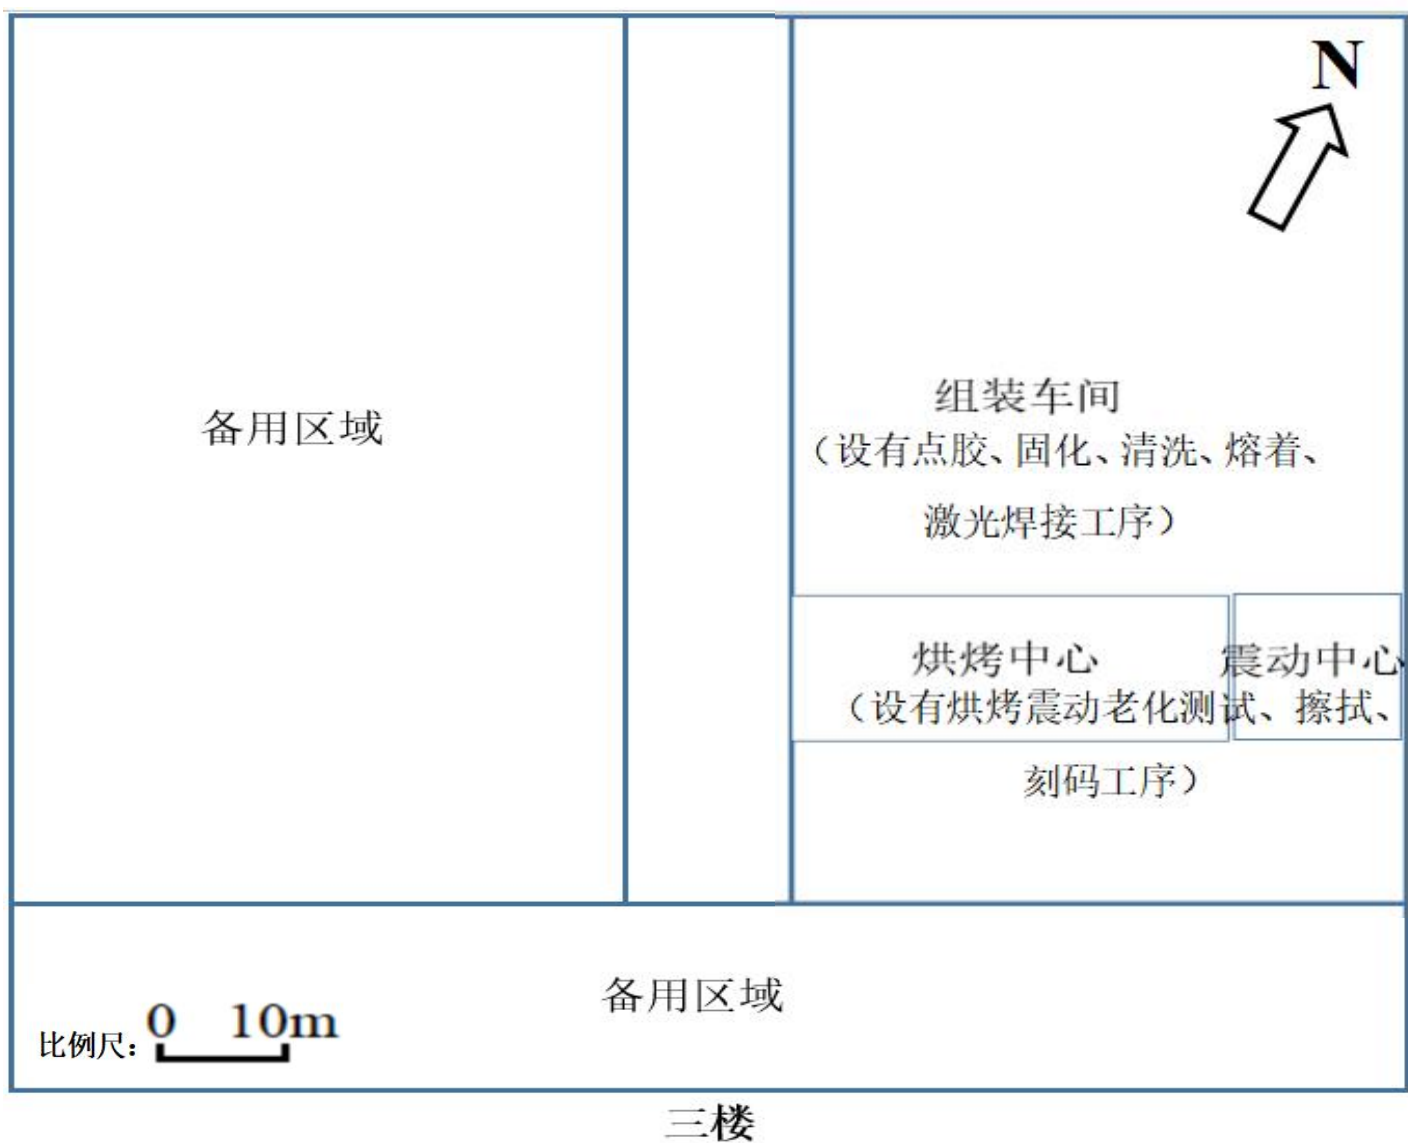 N
组装车间
备用区域
（设有点胶、固化、清洗、熔着、
激光焊接工序）
烘烤中心
震动中心
（设有烘烤震动老化测试、擦拭、
刻码工序）
备用区域
比例尺：0 10m
三楼